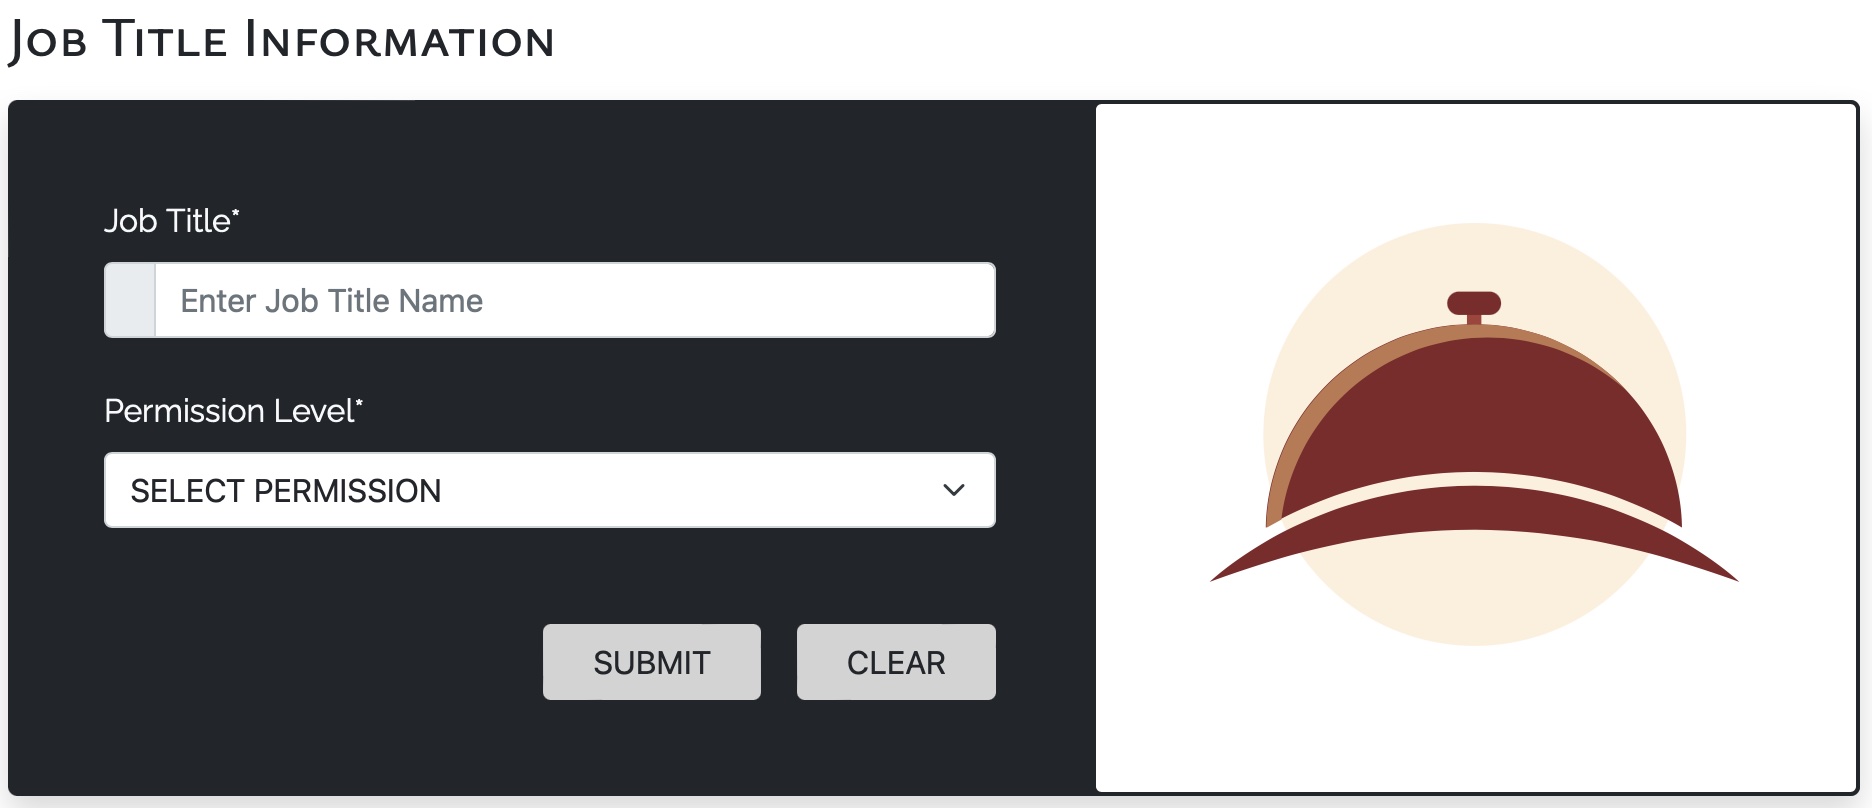 Job Title Information
Job Title*
Enter Job Title Name
Permission Level*
SELECT PERMISSION
SUBMIT
CLEAR